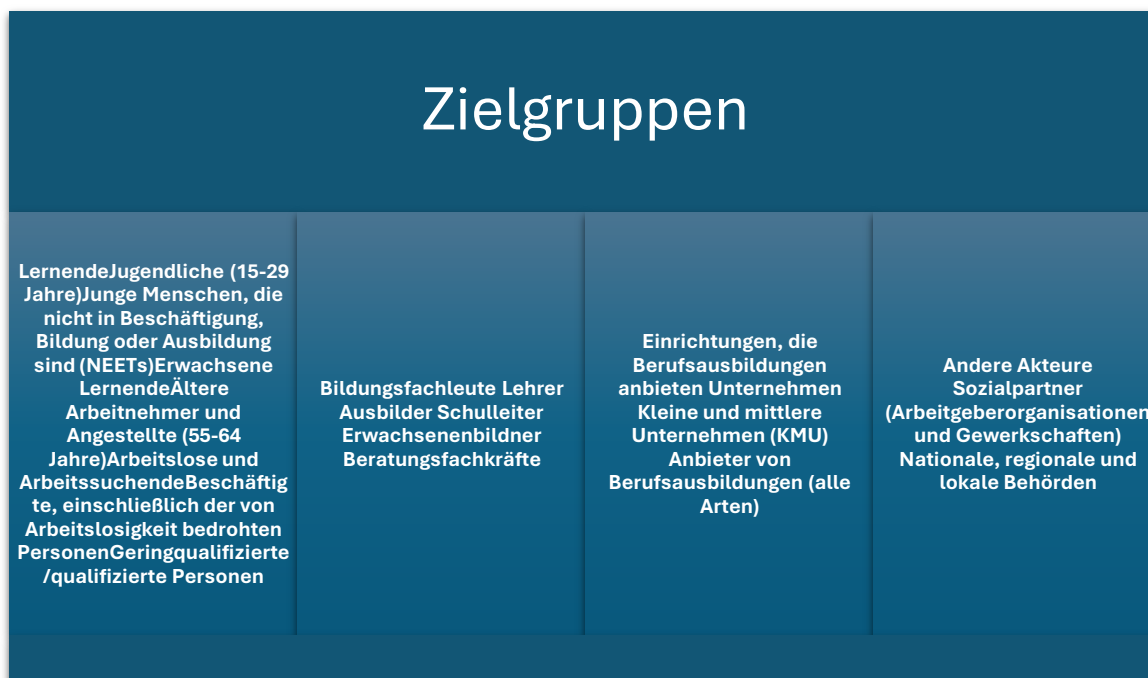 Zielgruppen
LernendeJugendliche (15-29
Jahre)Junge Menschen, die
nicht in Beschäftigung,
Bildung oder Ausbildung
sind (NEETs)Erwachsene
LernendeÄltere
Arbeitnehmer und
Angestellte (55-64
Jahre)Arbeitslose und
ArbeitssuchendeBeschäftig
te, einschließlich der von
Arbeitslosigkeit bedrohten
PersonenGeringqualifizierte
/qualifizierte Personen
Bildungsfachleute Lehrer
Ausbilder Schulleiter
Erwachsenenbildner
Beratungsfachkräfte
Einrichtungen, die
Berufsausbildungen
anbieten Unternehmen
Kleine und mittlere
Unternehmen (KMU)
Anbieter von
Berufsausbildungen (alle
Arten)
Andere Akteure
Sozialpartner
(Arbeitgeberorganisationen
und Gewerkschaften)
Nationale, regionale und
lokale Behörden